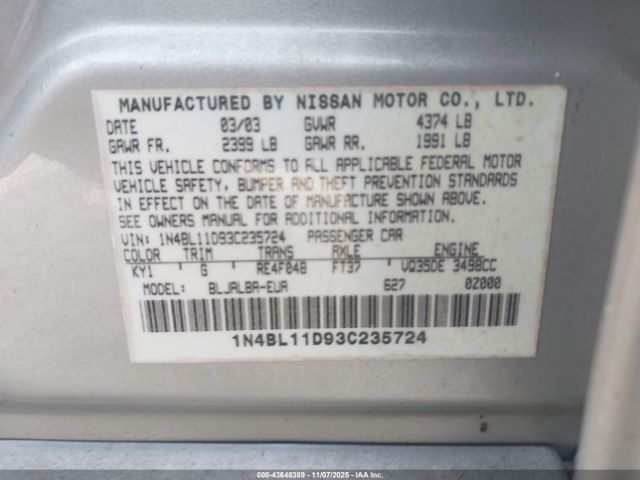 MANUFACTURED BY NISSAN MOTOR CO., LTD.
DATE 03/03 GVWR 4374 LB
GAWR FR. 2399 LB GAWR RR. 1991 LB
THIS VEHICLE CONFORMS TO ALL APPLICABLE FEDERAL MOTOR
VEHICLE SAFETY, BUMPER AND THEFT PREVENTION STANDARDS
IN EFFECT ON THE DATE OF MANUFACTURE SHOWN ABOVE.
SEE OWNERS MANUAL FOR ADDITIONAL INFORMATION.
VIN: 1N4BL11D93C235724 PASSENGER CAR
COLOR TRIM TRANS AXLE ENGINE
KY1 G RE4F04B FT37 VQ35DE 3498CC
MODEL: BLJALBA-EUA 627 0Z000
1N4BL11D93C235724
000-43648389 11/07/2025 IAAI.COM